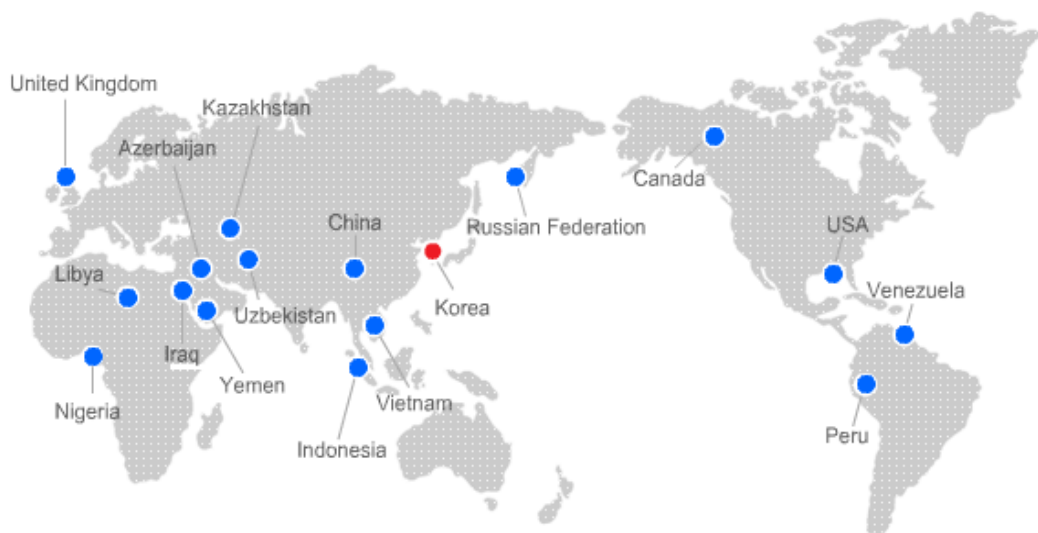 United Kingdom
Kazakhstan
Azerbaijan
Canada
China
Russian Federation
USA
Libya
Venezuela
Korea
Uzbekistan
Iraq
Yemen
Vietnam
Nigeria
Peru
Indonesia